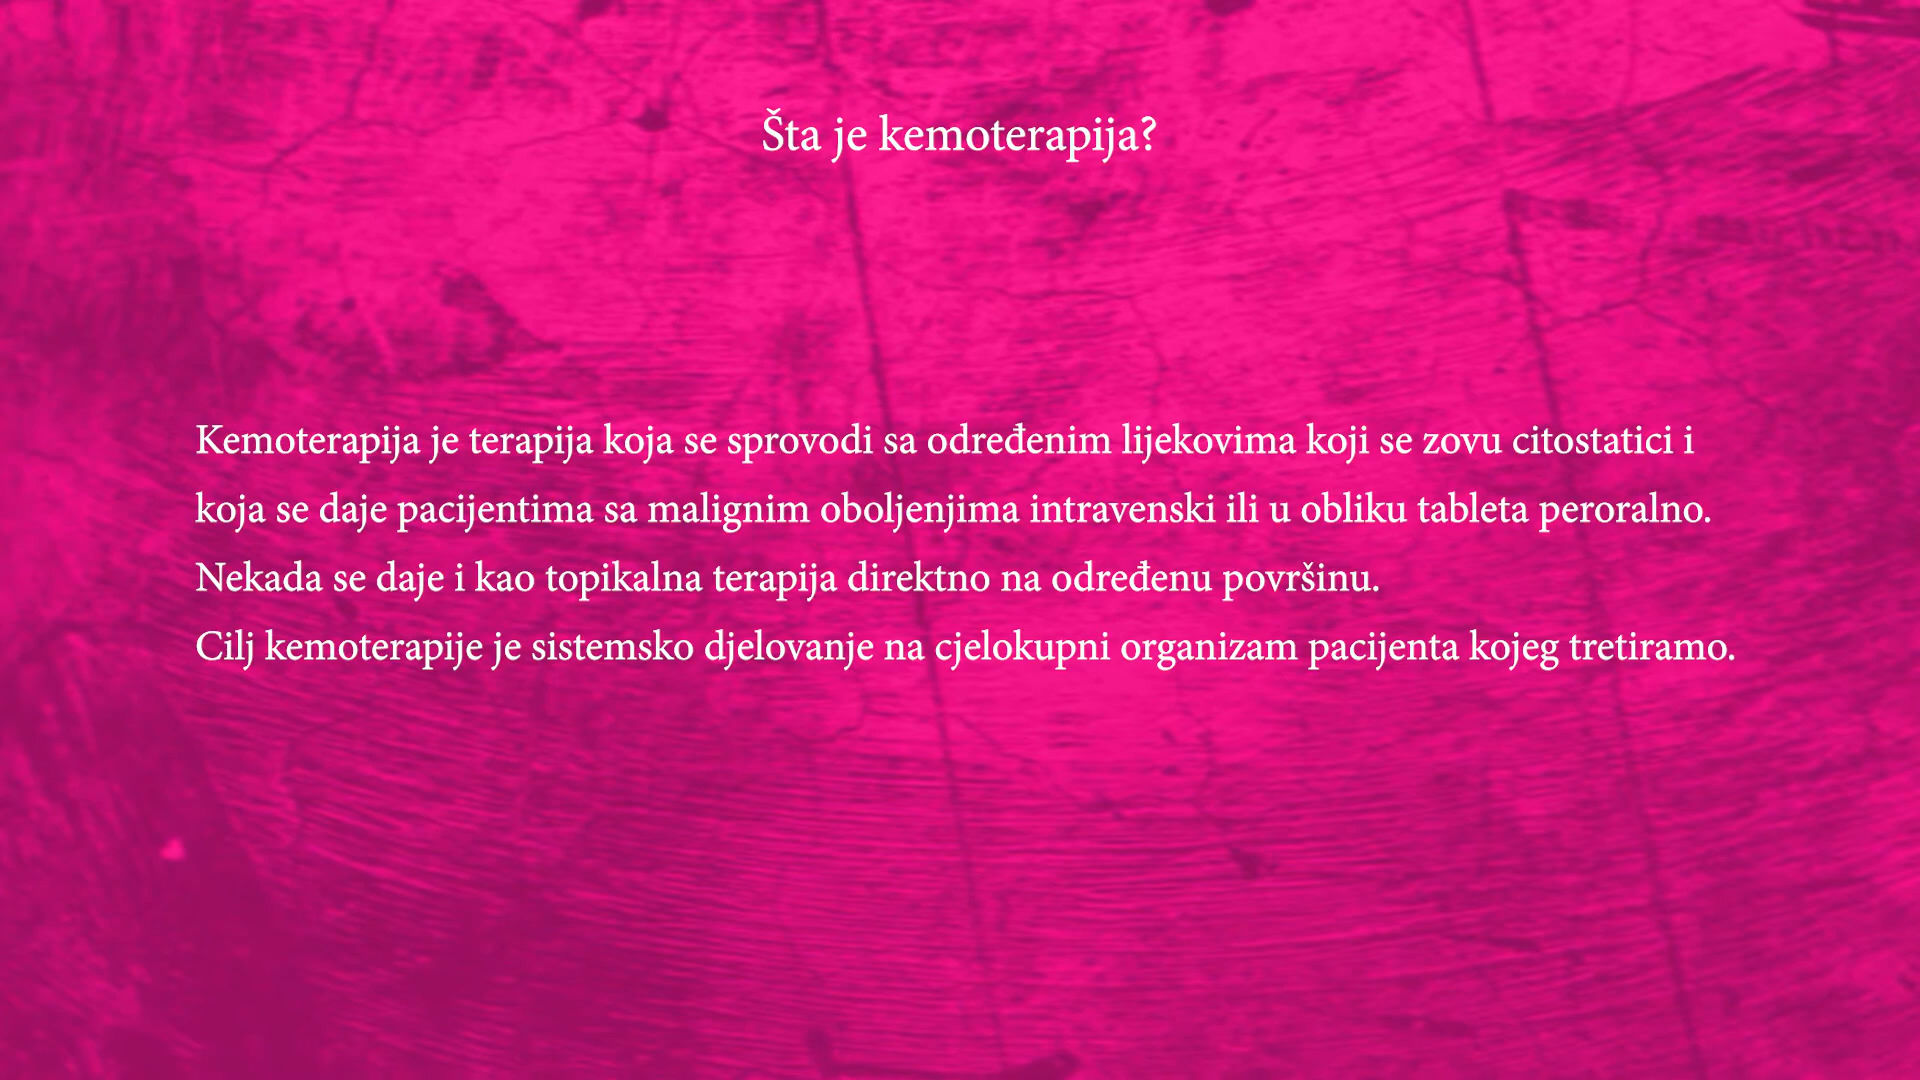 Šta je kemoterapija?
Kemoterapija je terapija koja se sprovodi sa određenim lijekovima koji se zovu citostatici i
koja se daje pacijentima sa malignim oboljenjima intravenski ili u obliku tableta peroralno.
Nekada se daje i kao topikalna terapija direktno na određenu površinu.
Cilj kemoterapije je sistemsko djelovanje na cjelokupni organizam pacijenta kojeg tretiramo.